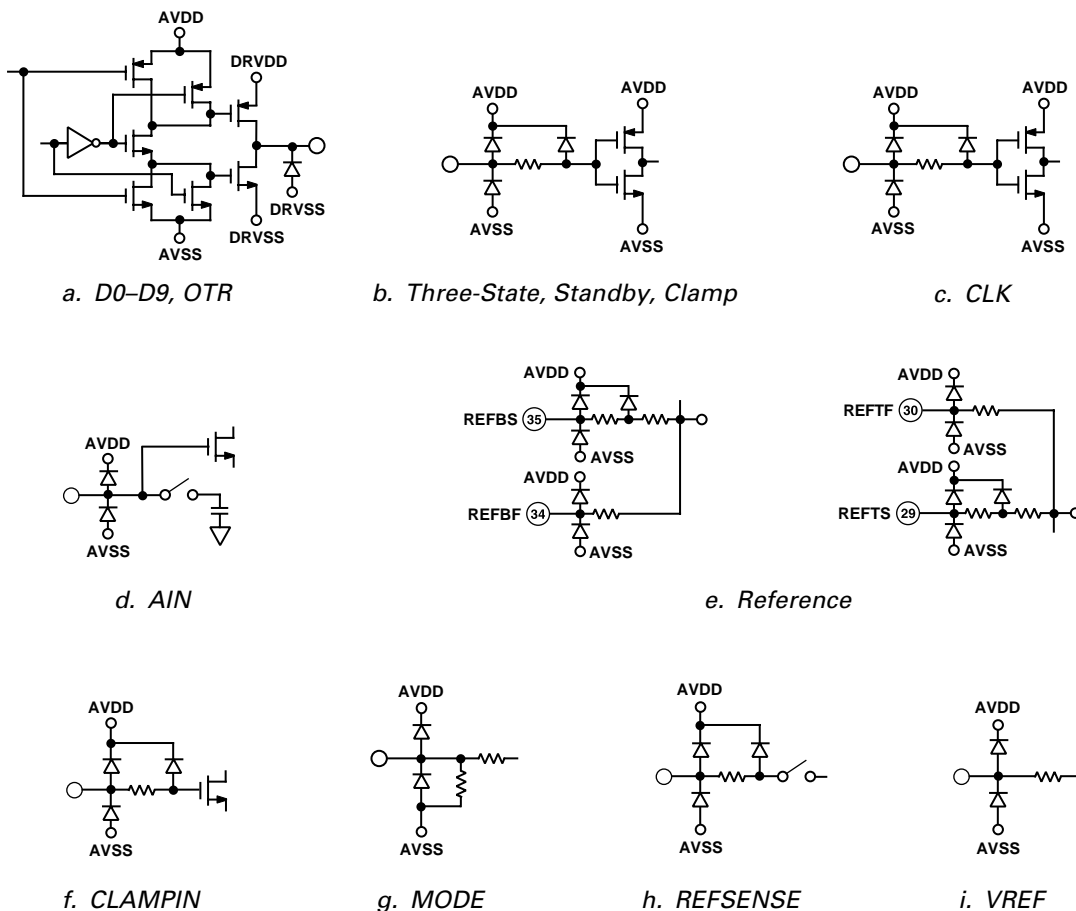 AVDD
DRVDD
DRVSS
DRVSS
AVSS
a. D0–D9, OTR
AVDD
AVDD
AVSS
AVSS
b. Three-State, Standby, Clamp
AVDD
AVDD
AVSS
AVSS
c. CLK
AVDD
AVSS
d. AIN
AVDD
REFBS 35
AVSS
AVDD
REFBF 34
AVSS
AVDD
REFTF 30
AVSS
AVDD
REFTS 29
AVSS
e. Reference
AVDD
AVSS
f. CLAMPIN
AVDD
AVSS
g. MODE
AVDD
AVSS
h. REFSENSE
AVDD
AVSS
i. VREF